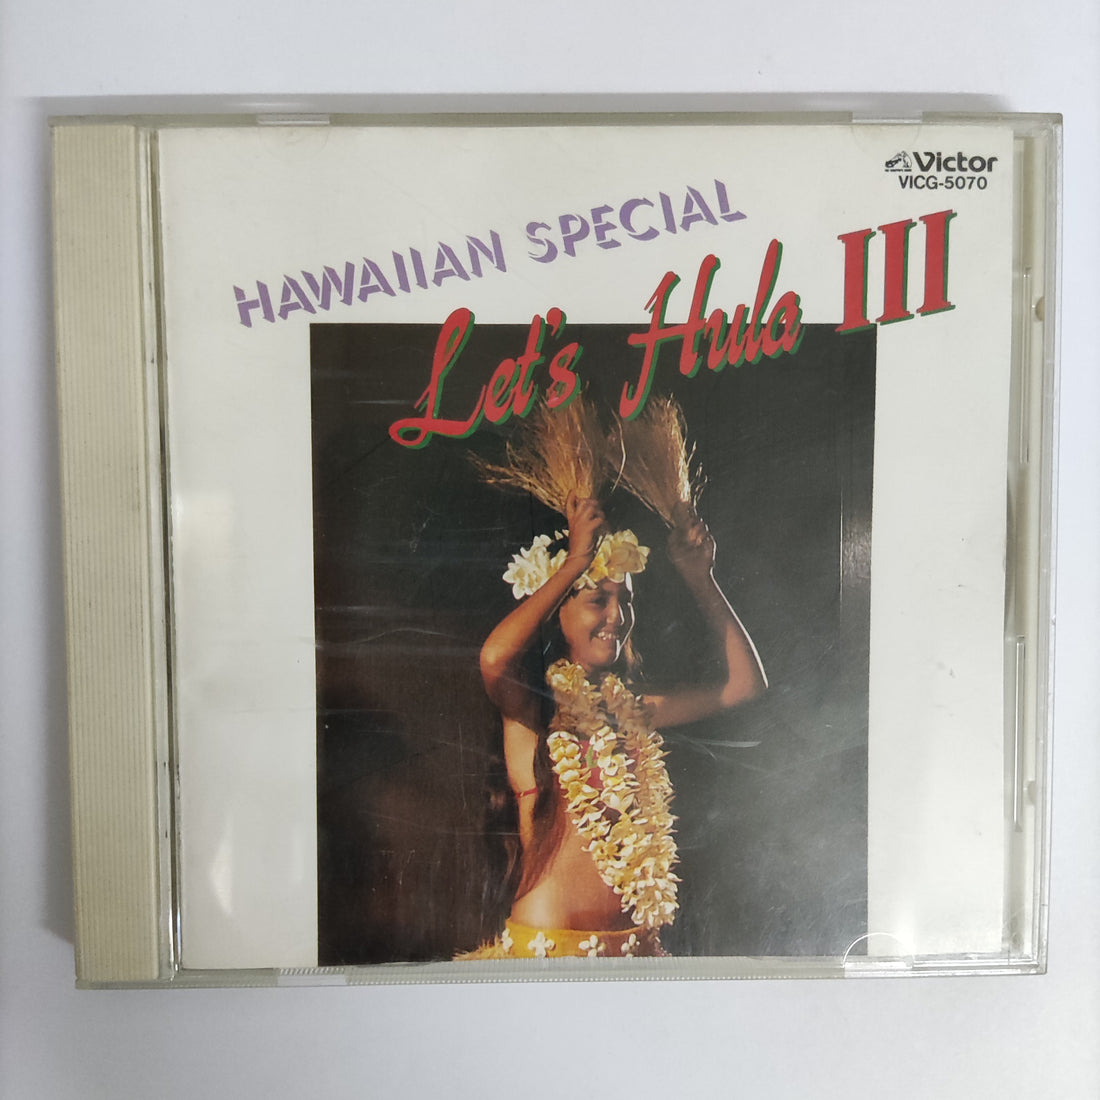 Victor
VICG-5070
HAWAIIAN SPECIAL
Let's Hula III